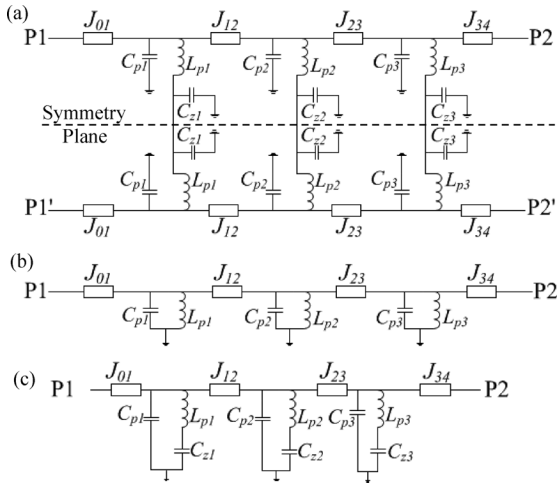 (a)
J01 J12 J23 J34
P1 P2
Cp1 Lp1 Cp2 Lp2 Cp3 Lp3
Cz1 Cz2 Cz3
Symmetry
Plane
Cz1 Cz2 Cz3
Cp1 Lp1 Cp2 Lp2 Cp3 Lp3
P1' P2'
J01 J12 J23 J34
(b)
J01 J12 J23 J34
P1 P2
Cp1 Lp1 Cp2 Lp2 Cp3 Lp3
(c)
J01 J12 J23 J34
P1 P2
Cp1 Lp1 Cp2 Lp2 Cp3 Lp3
Cz1 Cz2 Cz3